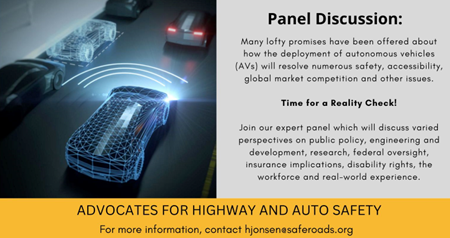 Panel Discussion:
Many lofty promises have been offered about
how the deployment of autonomous vehicles
(AVs) will resolve numerous safety, accessibility,
global market competition and other issues.
Time for a Reality Check!
Join our expert panel which will discuss varied
perspectives on public policy, engineering and
development, research, federal oversight,
insurance implications, disability rights, the
workforce and real-world experience.
ADVOCATES FOR HIGHWAY AND AUTO SAFETY
For more information, contact hjonsen@saferoads.org